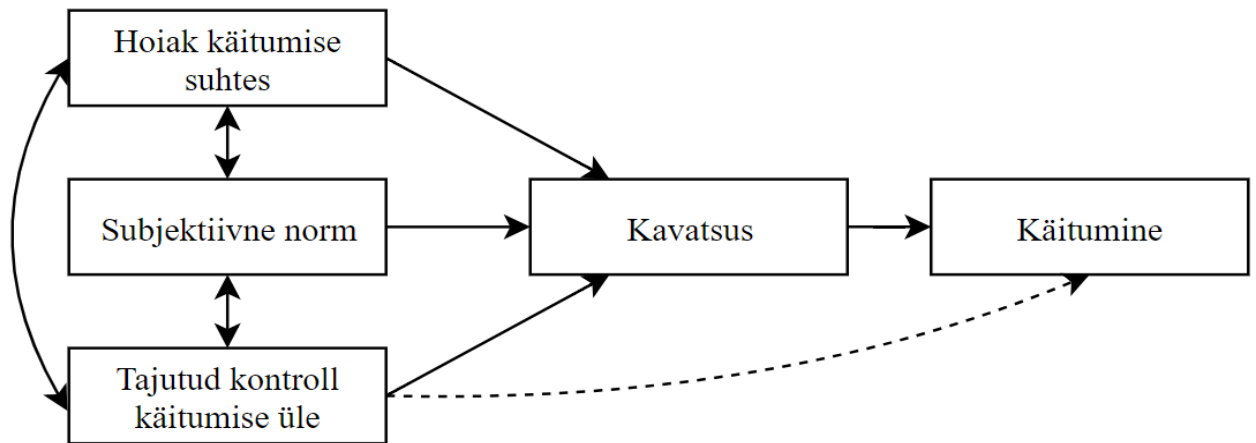 Hoiak käitumise
suhtes
Subjektiivne norm
Kavatsus
Käitumine
Tajutud kontroll
käitumise üle